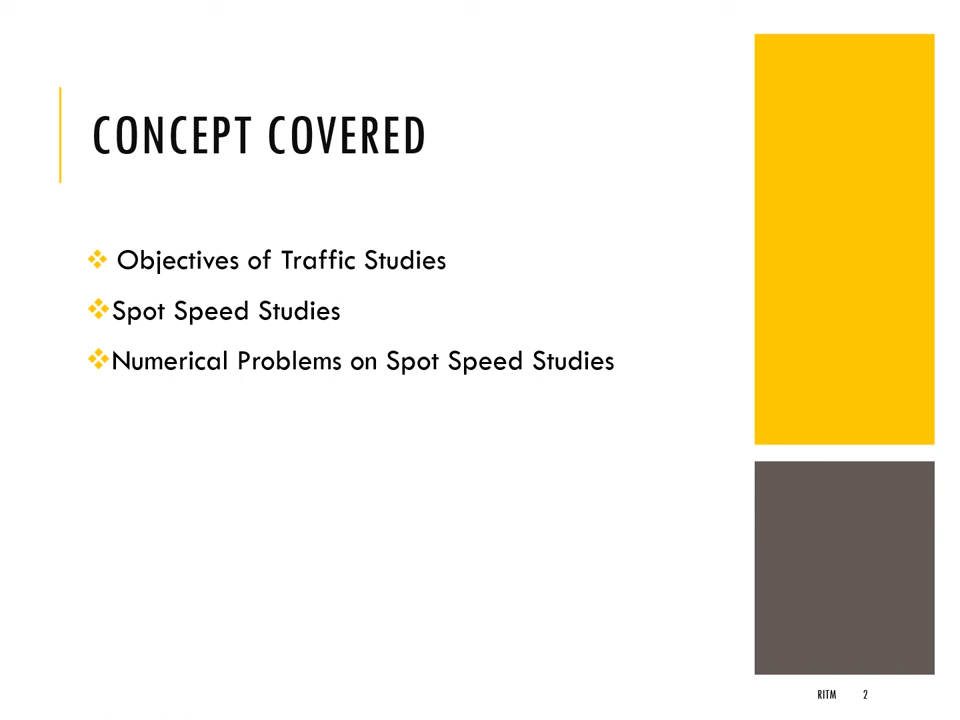 CONCEPT COVERED
❖ Objectives of Traffic Studies
❖Spot Speed Studies
❖Numerical Problems on Spot Speed Studies
RITM 2